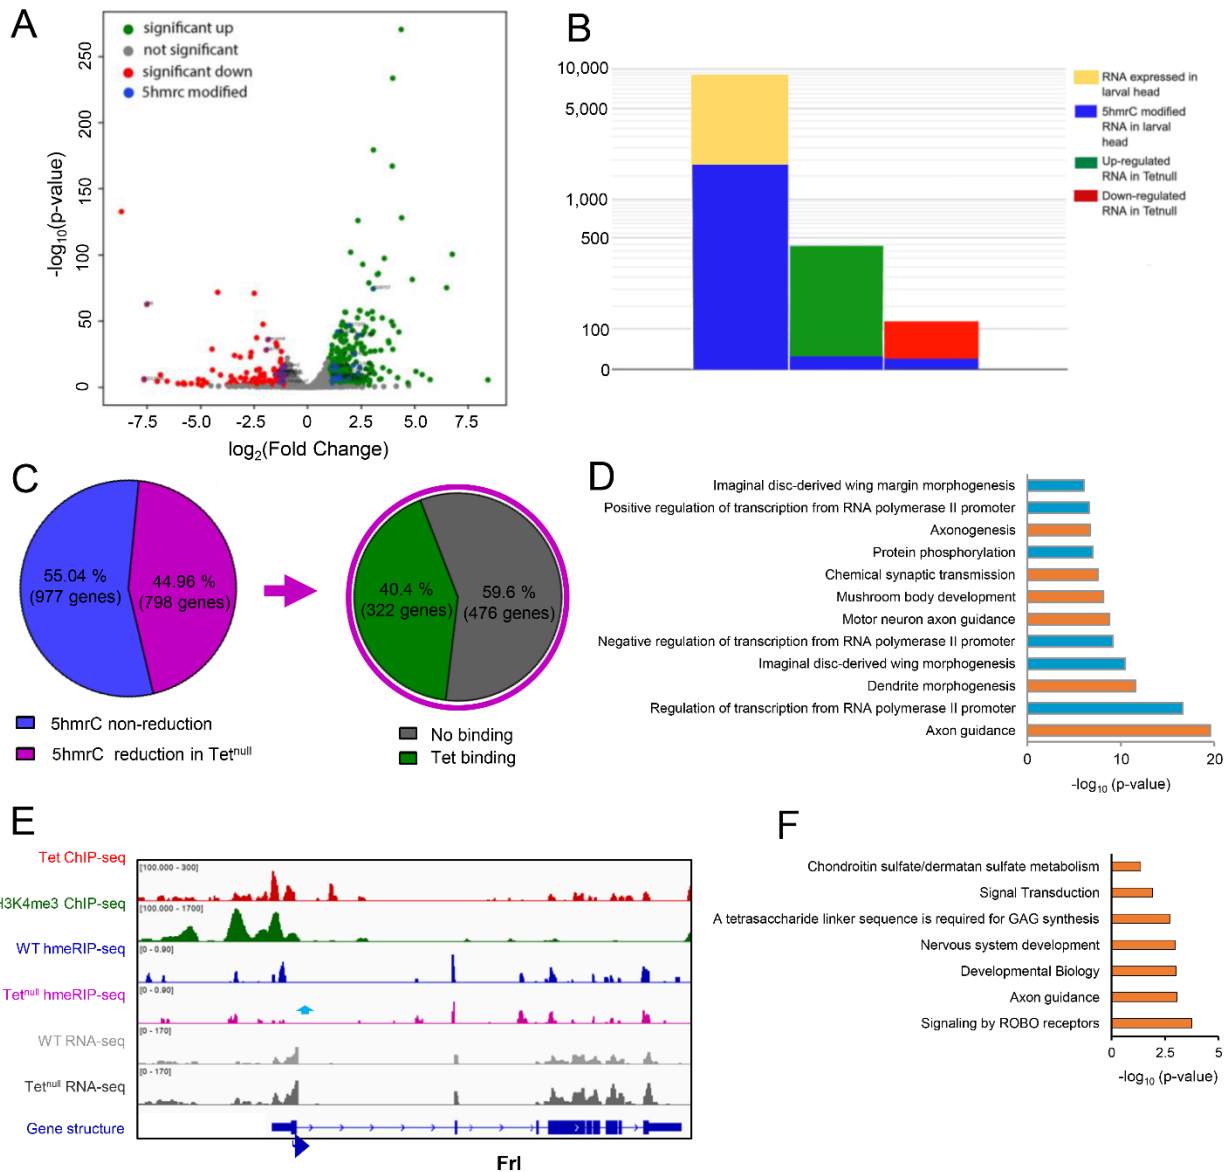 A
significant up
not significant
significant down
5hmrc modified
-log10(p-value)
250
200
150
100
50
0
-7.5 -5.0 -2.5 0 2.5 5.0 7.5
log2(Fold Change)
B
10,000
5,000
1,000
500
100
0
RNA expressed in
larval head
5hmrC modified
RNA in larval
head
Up-regulated
RNA in Tetnull
Down-regulated
RNA in Tetnull
C
55.04 %
(977 genes)
44.96 %
(798 genes)
40.4 %
(322 genes)
59.6 %
(476 genes)
5hmrC non-reduction
5hmrC reduction in Tetnull
No binding
Tet binding
D
Imaginal disc-derived wing margin morphogenesis
Positive regulation of transcription from RNA polymerase II promoter
Axonogenesis
Protein phosphorylation
Chemical synaptic transmission
Mushroom body development
Motor neuron axon guidance
Negative regulation of transcription from RNA polymerase II promoter
Imaginal disc-derived wing morphogenesis
Dendrite morphogenesis
Regulation of transcription from RNA polymerase II promoter
Axon guidance
0 10 20
-log10 (p-value)
E
Tet ChIP-seq
[100.000 - 300]
H3K4me3 ChIP-seq
[100.000 - 1700]
WT hmeRIP-seq
[0 - 0.90]
Tetnull hmeRIP-seq
[0 - 0.90]
WT RNA-seq
[0 - 170]
Tetnull RNA-seq
[0 - 170]
Gene structure
Frl
F
Chondroitin sulfate/dermatan sulfate metabolism
Signal Transduction
A tetrasaccharide linker sequence is required for GAG synthesis
Nervous system development
Developmental Biology
Axon guidance
Signaling by ROBO receptors
0 2.5 5
-log10 (p-value)